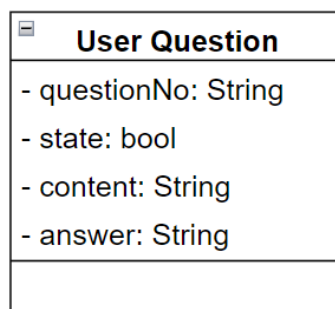 User Question
- questionNo: String
- state: bool
- content: String
- answer: String